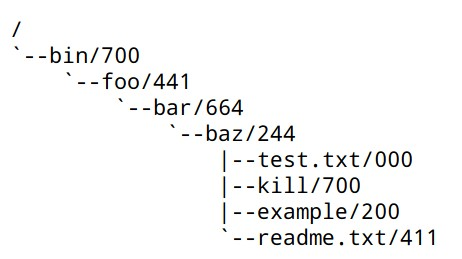 /
`--bin/700
    `--foo/441
        `--bar/664
            `--baz/244
                |--test.txt/000
                |--kill/700
                |--example/200
                `--readme.txt/411